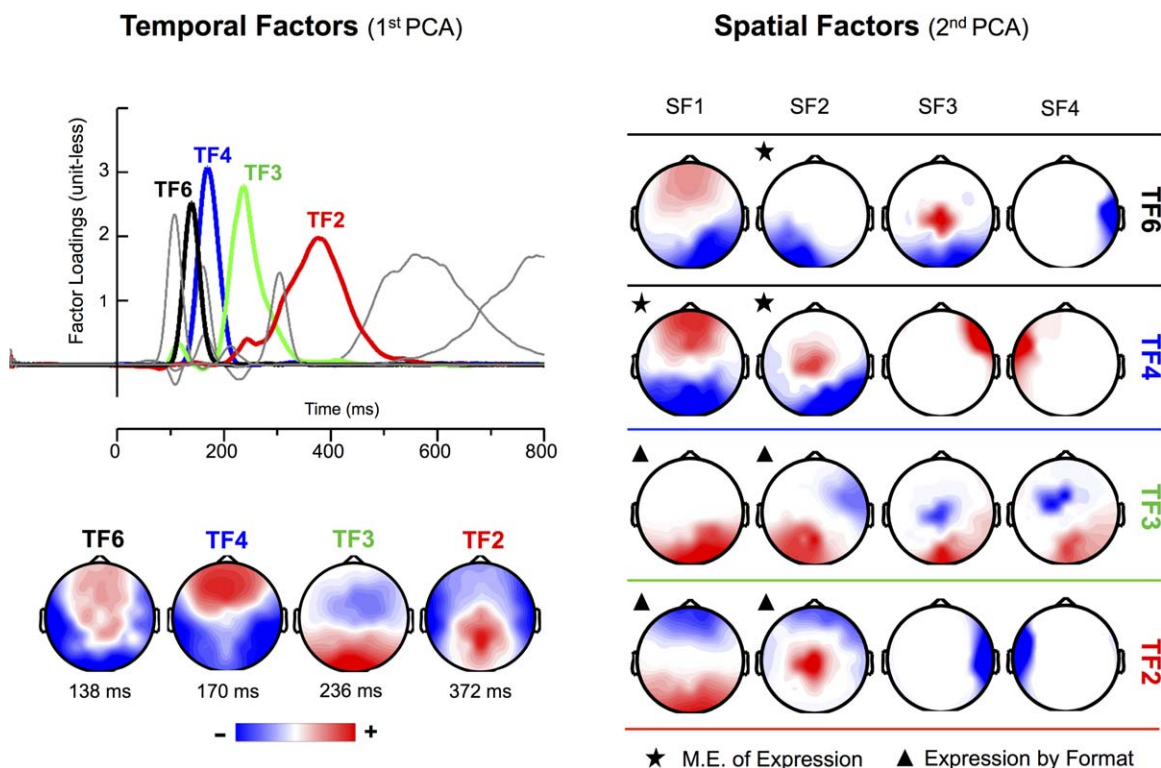 Temporal Factors (1st PCA)
Spatial Factors (2nd PCA)
Factor Loadings (unit-less)
3
2
1
TF6
TF4
TF3
TF2
Time (ms)
0 200 400 600 800
TF6 TF4 TF3 TF2
138 ms 170 ms 236 ms 372 ms
– +
SF1 SF2 SF3 SF4
★ TF6
★ ★ TF4
▲ ▲ TF3
▲ ▲ TF2
★ M.E. of Expression ▲ Expression by Format